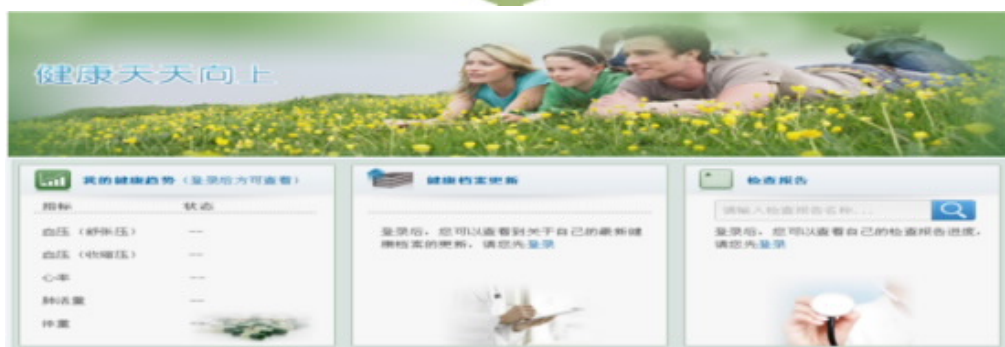 健康天天向上
我的健康趋势（登录后方可查看）
指标 状态
血压（舒张压） --
血压（收缩压） --
心率 --
肺活量 --
体重 --
健康档案更新
登录后，您可以查看到关于自己的最新健
康档案的更新，请您先登录
检查报告
请输入检查报告名称...
登录后，您可以查看自己的检查报告进度，
请您先登录